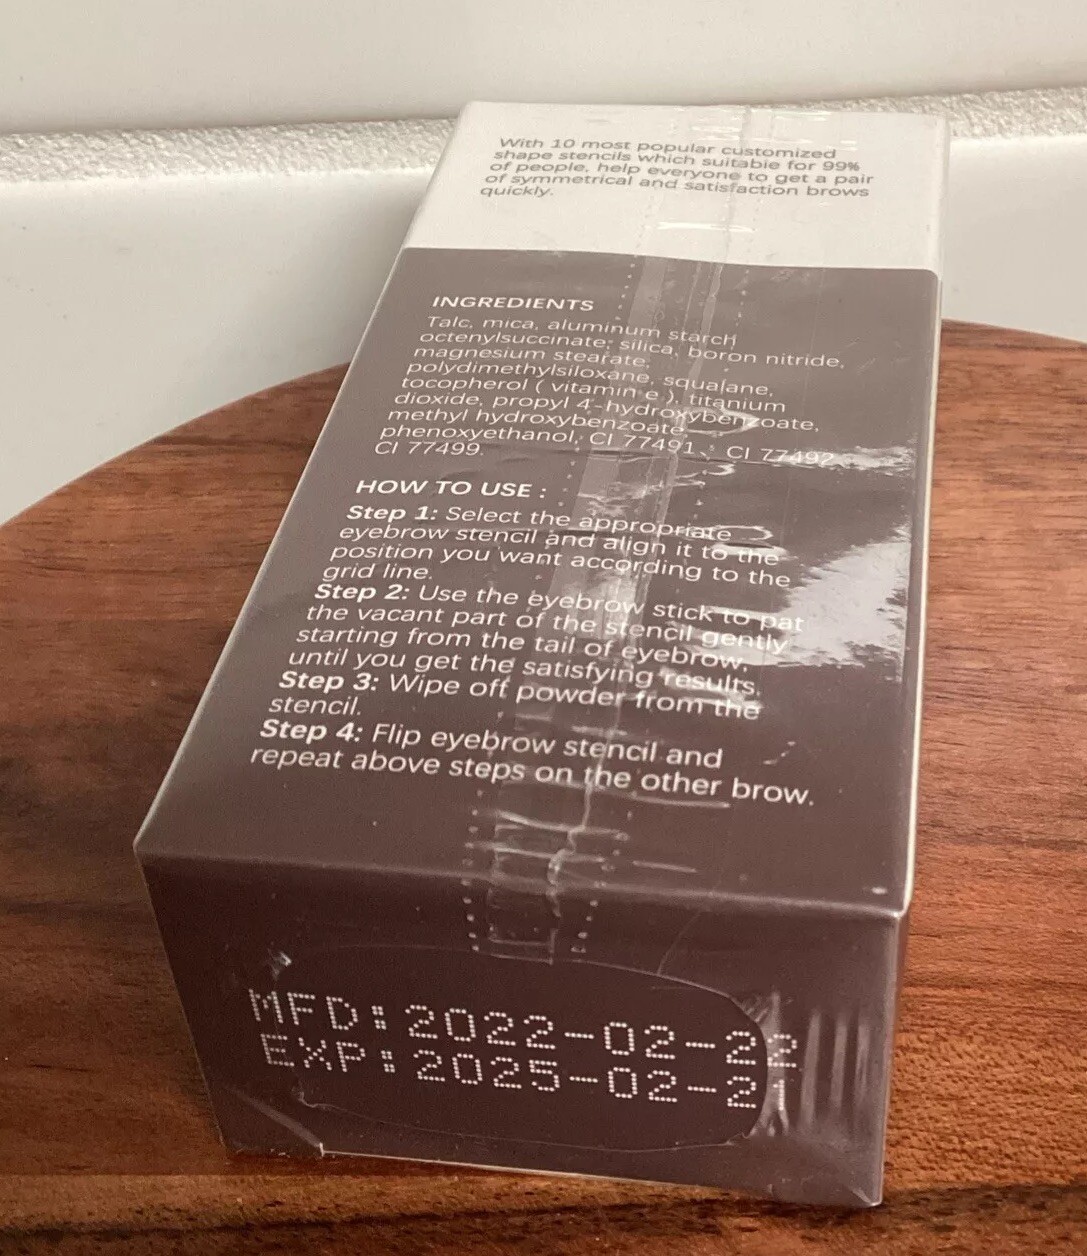 With 10 most popular customized
shape stencils which suitabie for 99%
of people, help everyone to get a pair
of symmetrical and satisfaction brows
quickly.
INGREDIENTS
Talc, mica, aluminum starch
octenylsuccinate; silica, boron nitride,
magnesium stearate,
polydimethylsiloxane, squalane,
tocopherol ( vitamin e ), titanium
dioxide, propyl 4-hydroxybenzoate,
methyl hydroxybenzoate,
phenoxyethanol, CI 77491, CI 77492,
CI 77499.
HOW TO USE :
Step 1: Select the appropriate
eyebrow stencil and align it to the
position you want according to the
grid line.
Step 2: Use the eyebrow stick to pat
the vacant part of the stencil gently
starting from the tail of eyebrow,
until you get the satisfying results.
Step 3: Wipe off powder from the
stencil.
Step 4: Flip eyebrow stencil and
repeat above steps on the other brow.
MFD:2022-02-22
EXP:2025-02-21